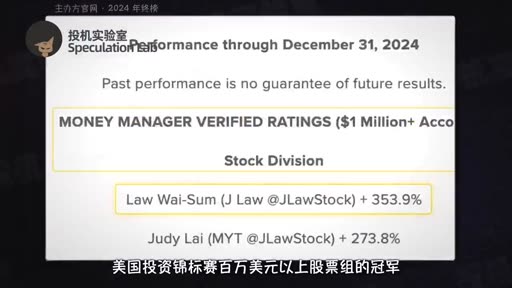 主办方官网 · 2024 年终榜
投机实验室
Speculation Lab
Performance through December 31, 2024
Past performance is no guarantee of future results.
MONEY MANAGER VERIFIED RATINGS ($1 Million+ Acco
Stock Division
Law Wai-Sum (J Law @JLawStock) + 353.9%
Judy Lai (MYT @JLawStock) + 273.8%
美国投资锦标赛百万美元以上股票组的冠军